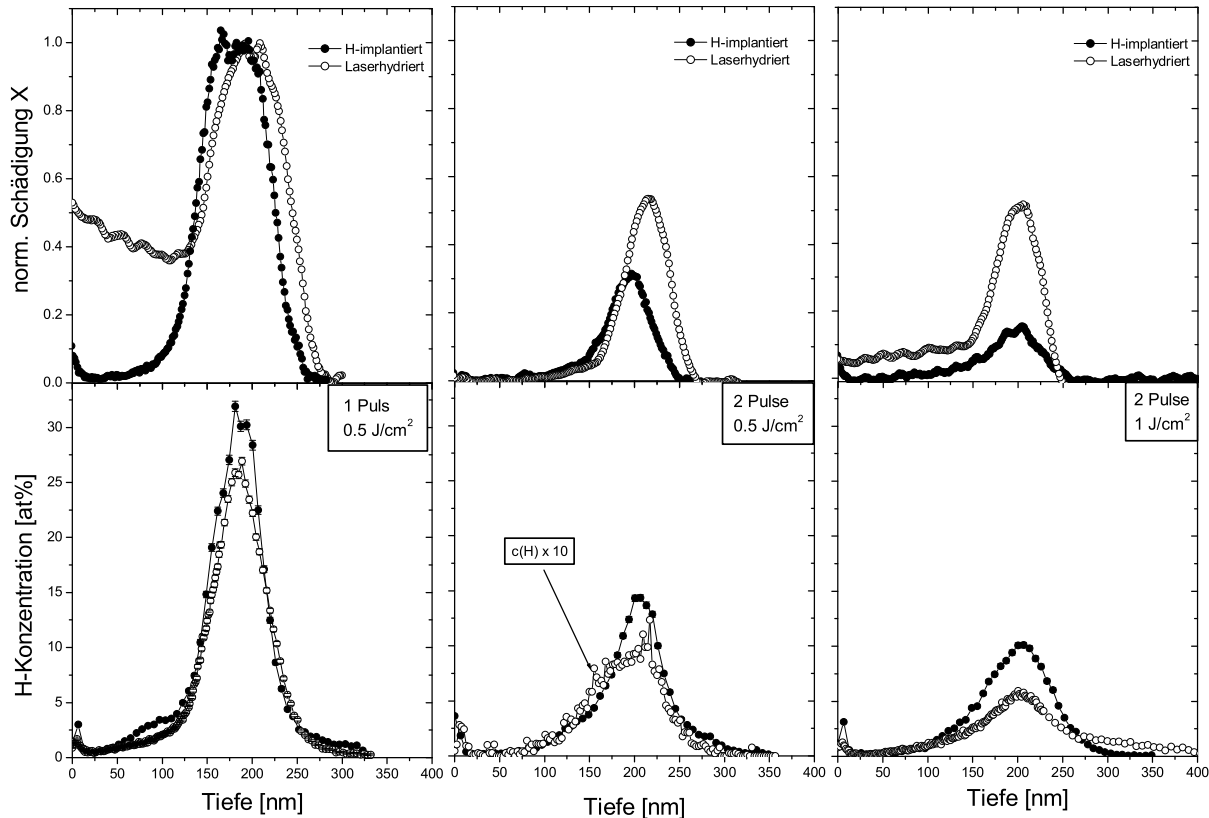 H-implantiert
Laserhydriert
H-implantiert
Laserhydriert
H-implantiert
Laserhydriert
norm. Schädigung X
1.0
0.8
0.6
0.4
0.2
0.0
1 Puls
0.5 J/cm²
2 Pulse
0.5 J/cm²
2 Pulse
1 J/cm²
H-Konzentration [at%]
30
25
20
15
10
5
0
c(H) x 10
0 50 100 150 200 250 300 350 400
0 50 100 150 200 250 300 350 400
0 50 100 150 200 250 300 350 400
Tiefe [nm]
Tiefe [nm]
Tiefe [nm]